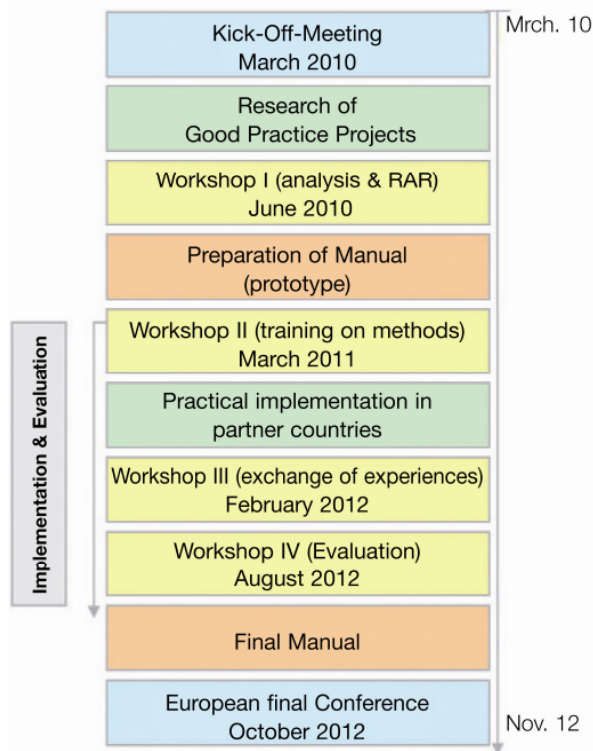 Kick-Off-Meeting
March 2010
Mrch. 10
Research of
Good Practice Projects
Workshop I (analysis & RAR)
June 2010
Preparation of Manual
(prototype)
Implementation & Evaluation
Workshop II (training on methods)
March 2011
Practical implementation in
partner countries
Workshop III (exchange of experiences)
February 2012
Workshop IV (Evaluation)
August 2012
Final Manual
European final Conference
October 2012
Nov. 12